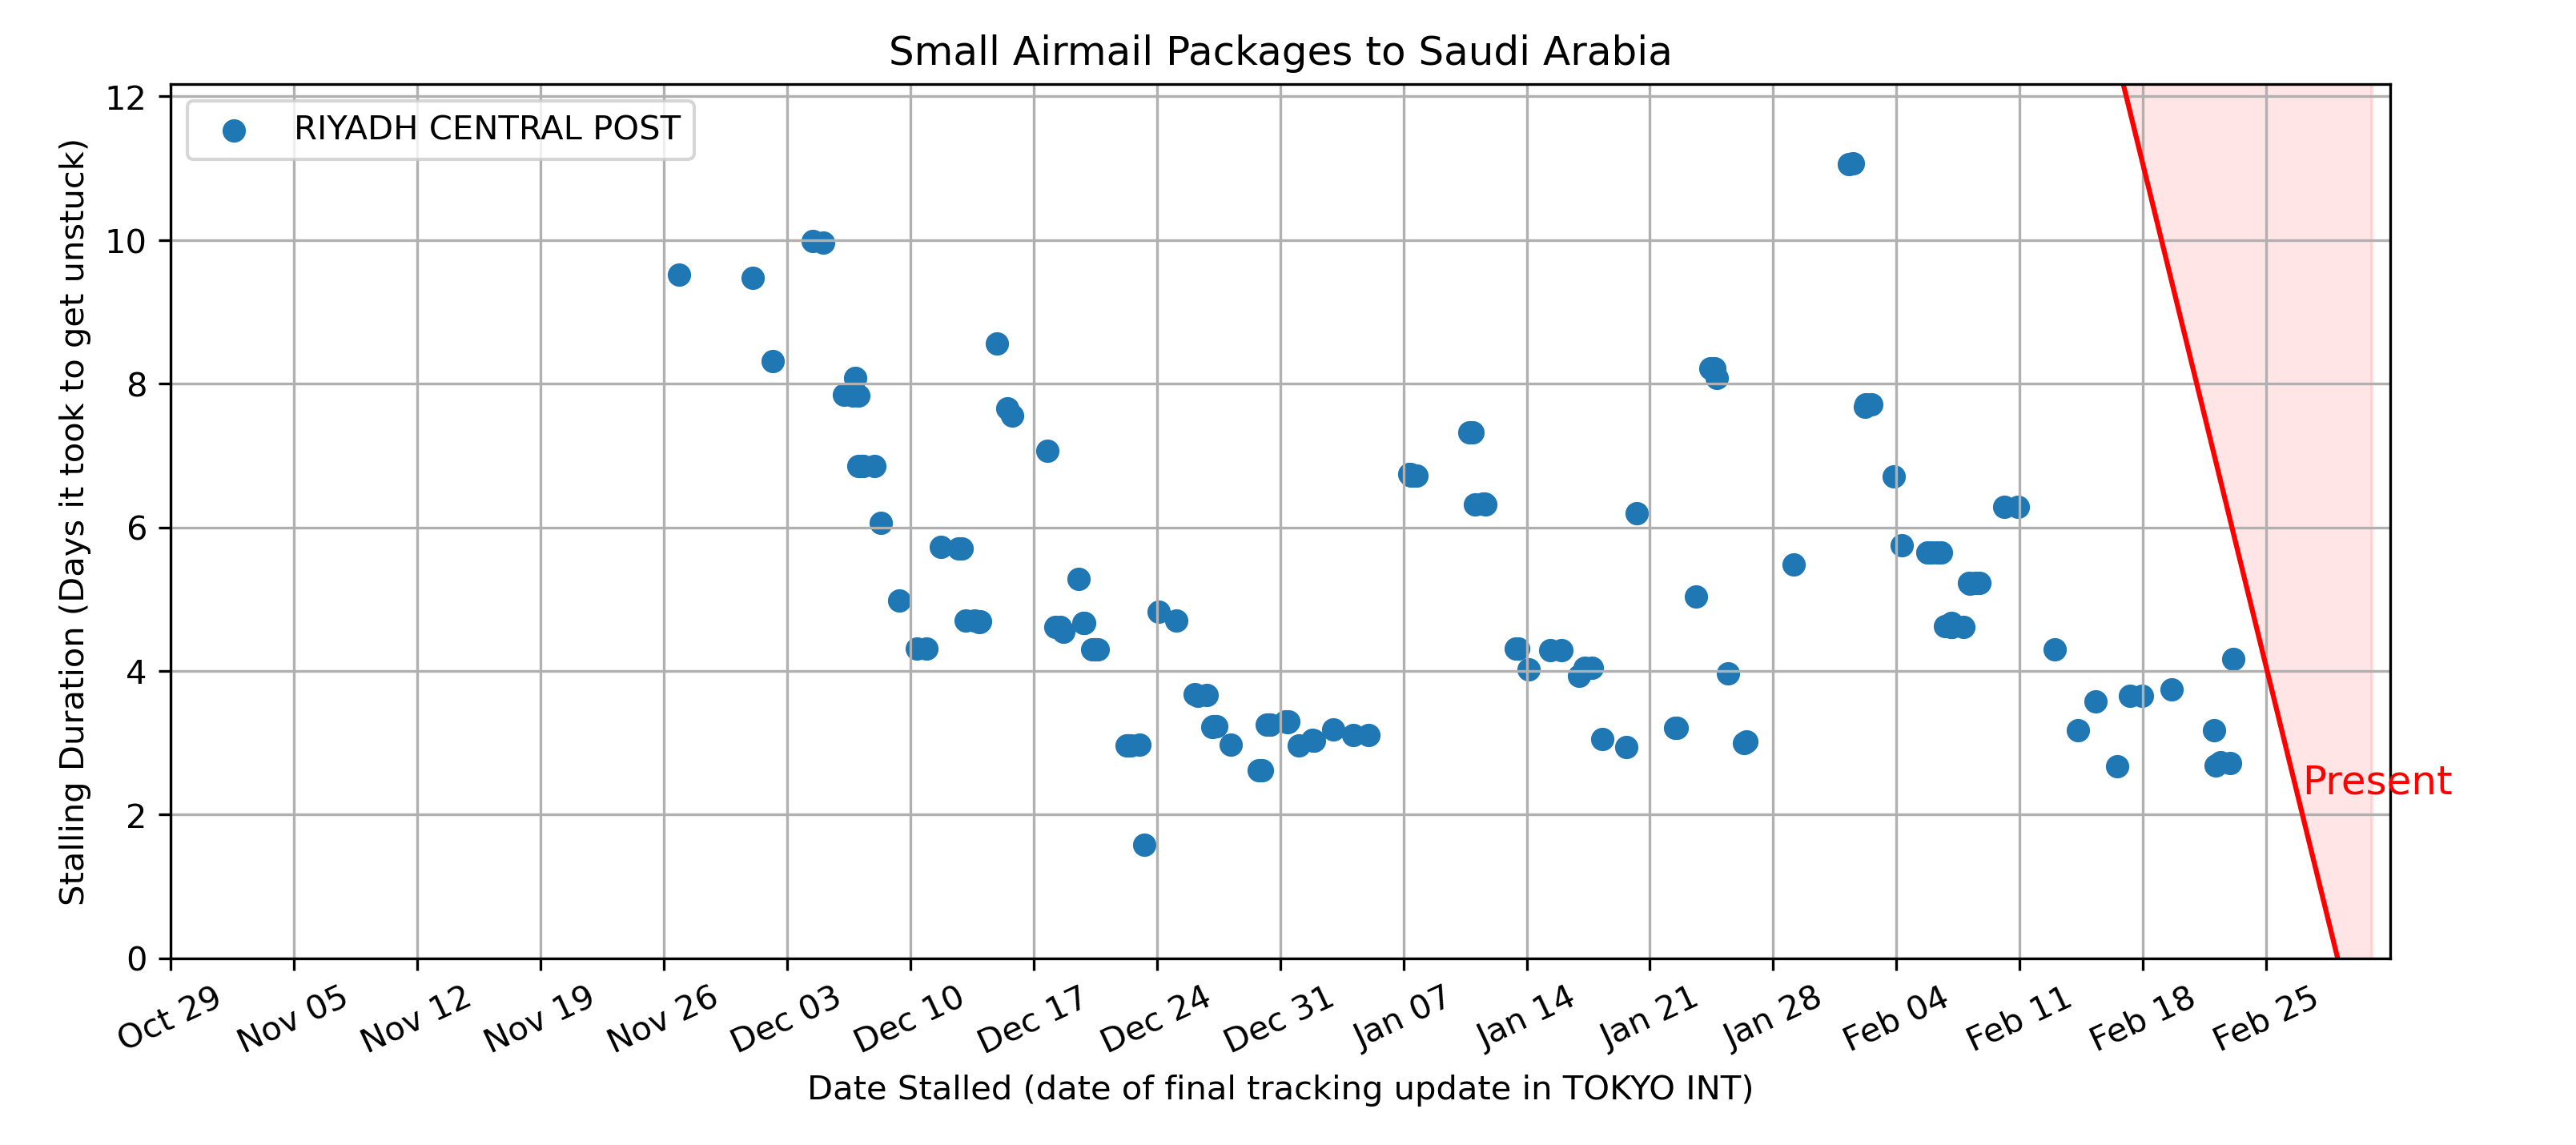 Small Airmail Packages to Saudi Arabia
RIYADH CENTRAL POST
Stalling Duration (Days it took to get unstuck)
12
10
8
6
4
2
0
Present
Oct 29
Nov 05
Nov 12
Nov 19
Nov 26
Dec 03
Dec 10
Dec 17
Dec 24
Dec 31
Jan 07
Jan 14
Jan 21
Jan 28
Feb 04
Feb 11
Feb 18
Feb 25
Date Stalled (date of final tracking update in TOKYO INT)